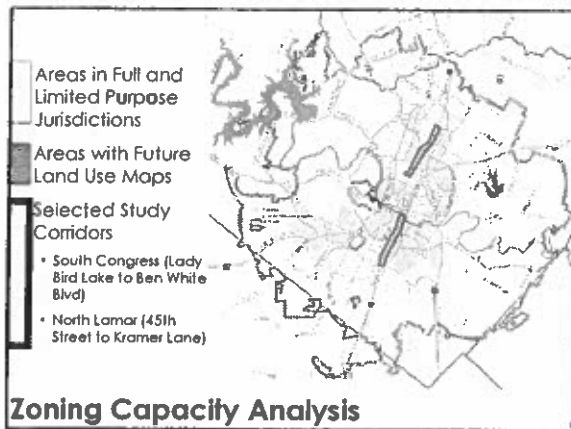 Areas in Full and
Limited Purpose
Jurisdictions
Areas with Future
Land Use Maps
Selected Study
Corridors
• South Congress (Lady
Bird Lake to Ben White
Blvd)
• North Lamar (45th
Street to Kramer Lane)
Zoning Capacity Analysis